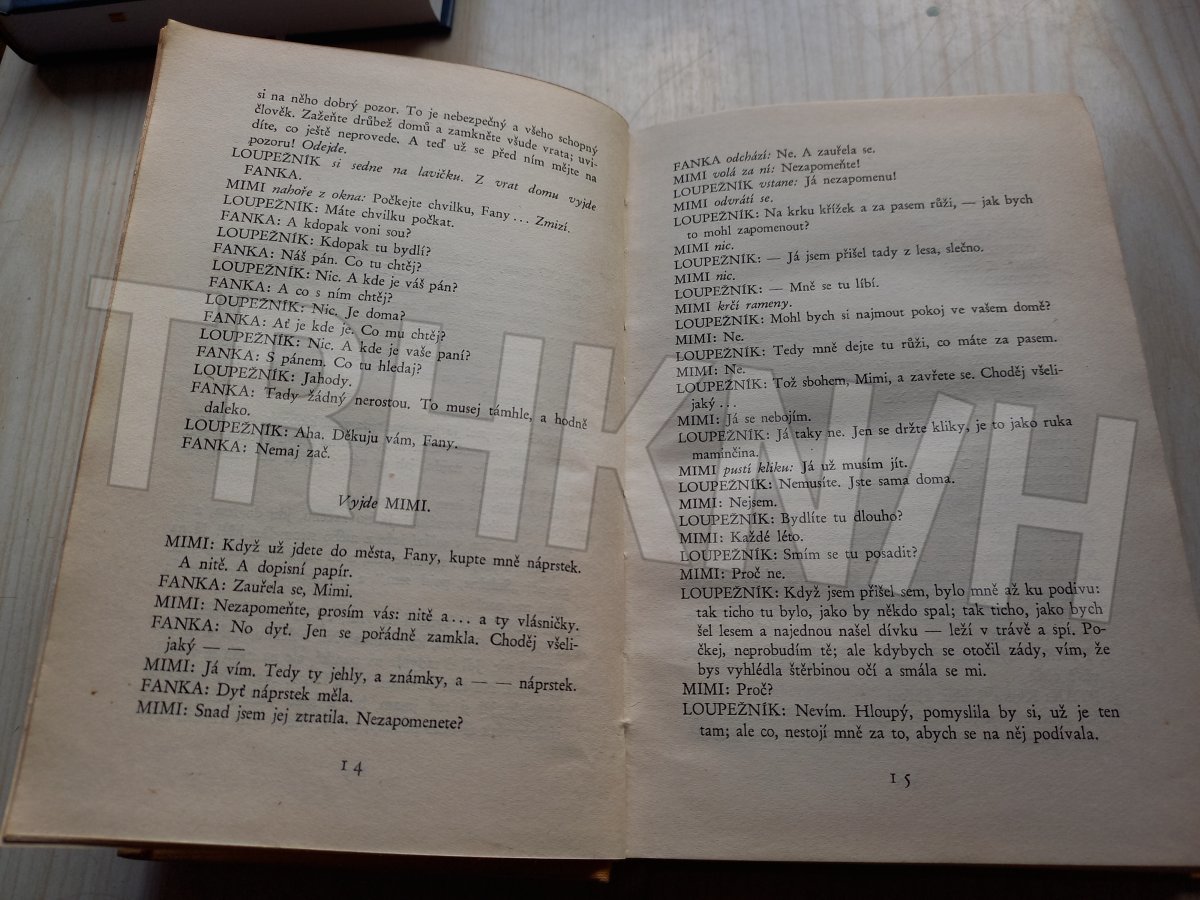 si na něho dobrý pozor. To je nebezpečný a všeho schopný
člověk. Zažeňte drůbež domů a zamkněte všude vrata; uvi-
díte, co ještě neprovede. A teď už se před ním mějte na
pozoru! Odejde.
LOUPEŽNÍK si sedne na lavičku. Z vrat domu vyjde
FANKA.
MIMI nahoře z okna: Počkejte chvilku, Fany... Zmizí.
LOUPEŽNÍK: Máte chvilku počkat.
FANKA: A kdopak voni sou?
LOUPEŽNÍK: Kdopak tu bydlí?
FANKA: Náš pán. Co tu chtěj?
LOUPEŽNÍK: Nic. A kde je váš pán?
FANKA: A co s ním chtěj?
LOUPEŽNÍK: Nic. Je doma?
FANKA: Ať je kde je. Co mu chtěj?
LOUPEŽNÍK: Nic. A kde je vaše paní?
FANKA: S pánem. Co tu hledaj?
LOUPEŽNÍK: Jahody.
FANKA: Tady žádný nerostou. To musej támhle, a hodně
daleko.
LOUPEŽNÍK: Aha. Děkuju vám, Fany.
FANKA: Nemaj zač.
Vyjde MIMI.
MIMI: Když už jdete do města, Fany, kupte mně náprstek.
A nitě. A dopisní papír.
FANKA: Zauřela se, Mimi.
MIMI: Nezapomeňte, prosím vás: nitě a... a ty vlásničky.
FANKA: No dyť. Jen se pořádně zamkla. Choděj všeli-
jaký — —
MIMI: Já vím. Tedy ty jehly, a známky, a — — náprstek.
FANKA: Dyť náprstek měla.
MIMI: Snad jsem jej ztratila. Nezapomenete?
14
FANKA odchází: Ne. A zauřela se.
MIMI volá za ní: Nezapomeňte!
LOUPEŽNÍK vstane: Já nezapomenu!
MIMI odvrátí se.
LOUPEŽNÍK: Na krku křížek a za pasem růži, — jak bych
to mohl zapomenout?
MIMI nic.
LOUPEŽNÍK: — Já jsem přišel tady z lesa, slečno.
MIMI nic.
LOUPEŽNÍK: — Mně se tu líbí.
MIMI krčí rameny.
LOUPEŽNÍK: Mohl bych si najmout pokoj ve vašem domě?
MIMI: Ne.
LOUPEŽNÍK: Tedy mně dejte tu růži, co máte za pasem.
MIMI: Ne.
LOUPEŽNÍK: Tož sbohem, Mimi, a zavřete se. Choděj všeli-
jaký...
MIMI: Já se nebojím.
LOUPEŽNÍK: Já taky ne. Jen se držte kliky, je to jako ruka
maminčina.
MIMI pustí kliku: Já už musím jít.
LOUPEŽNÍK: Nemusíte. Jste sama doma.
MIMI: Nejsem.
LOUPEŽNÍK: Bydlíte tu dlouho?
MIMI: Každé léto.
LOUPEŽNÍK: Smím se tu posadit?
MIMI: Proč ne.
LOUPEŽNÍK: Když jsem přišel sem, bylo mně až ku podivu:
tak ticho tu bylo, jako by někdo spal; tak ticho, jako bych
šel lesem a najednou našel dívku — leží v trávě a spí. Po-
čkej, neprobudím tě; ale kdybych se otočil zády, vím, že
bys vyhlédla štěrbinou očí a smála se mi.
MIMI: Proč?
LOUPEŽNÍK: Nevím. Hloupý, pomyslila by si, už je ten
tam; ale co, nestojí mně za to, abych se na něj podívala.
15
TRHKNIH